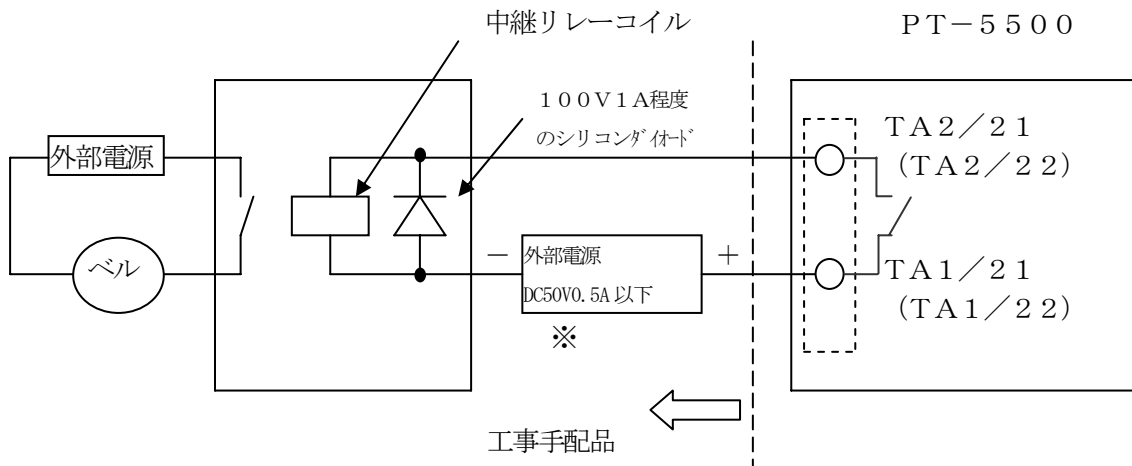 中継リレーコイル
ＰＴ－５５００
１００Ｖ１Ａ程度
のシリコンﾀﾞｲｵｰﾄﾞ
外部電源
ベル
－
外部電源
DC50V0.5A以下
＋
※
ＴＡ２／２１
（ＴＡ２／２２）
ＴＡ１／２１
（ＴＡ１／２２）
工事手配品